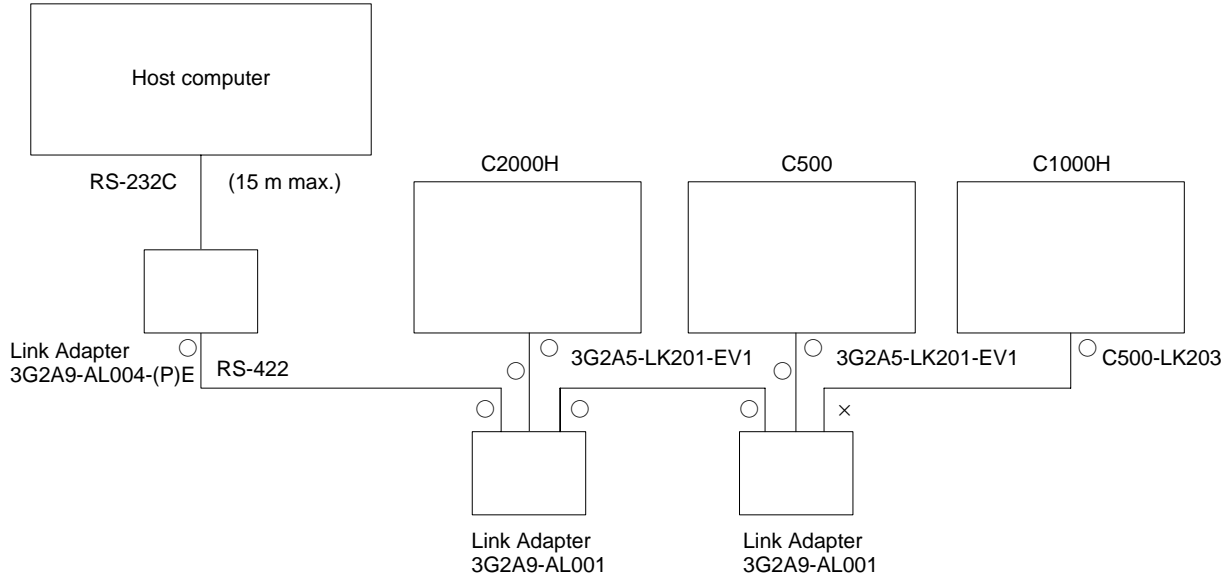 Host computer
RS-232C (15 m max.)
C2000H
C500
C1000H
Link Adapter
3G2A9-AL004-(P)E
RS-422
3G2A5-LK201-EV1
3G2A5-LK201-EV1
C500-LK203
×
Link Adapter
3G2A9-AL001
Link Adapter
3G2A9-AL001